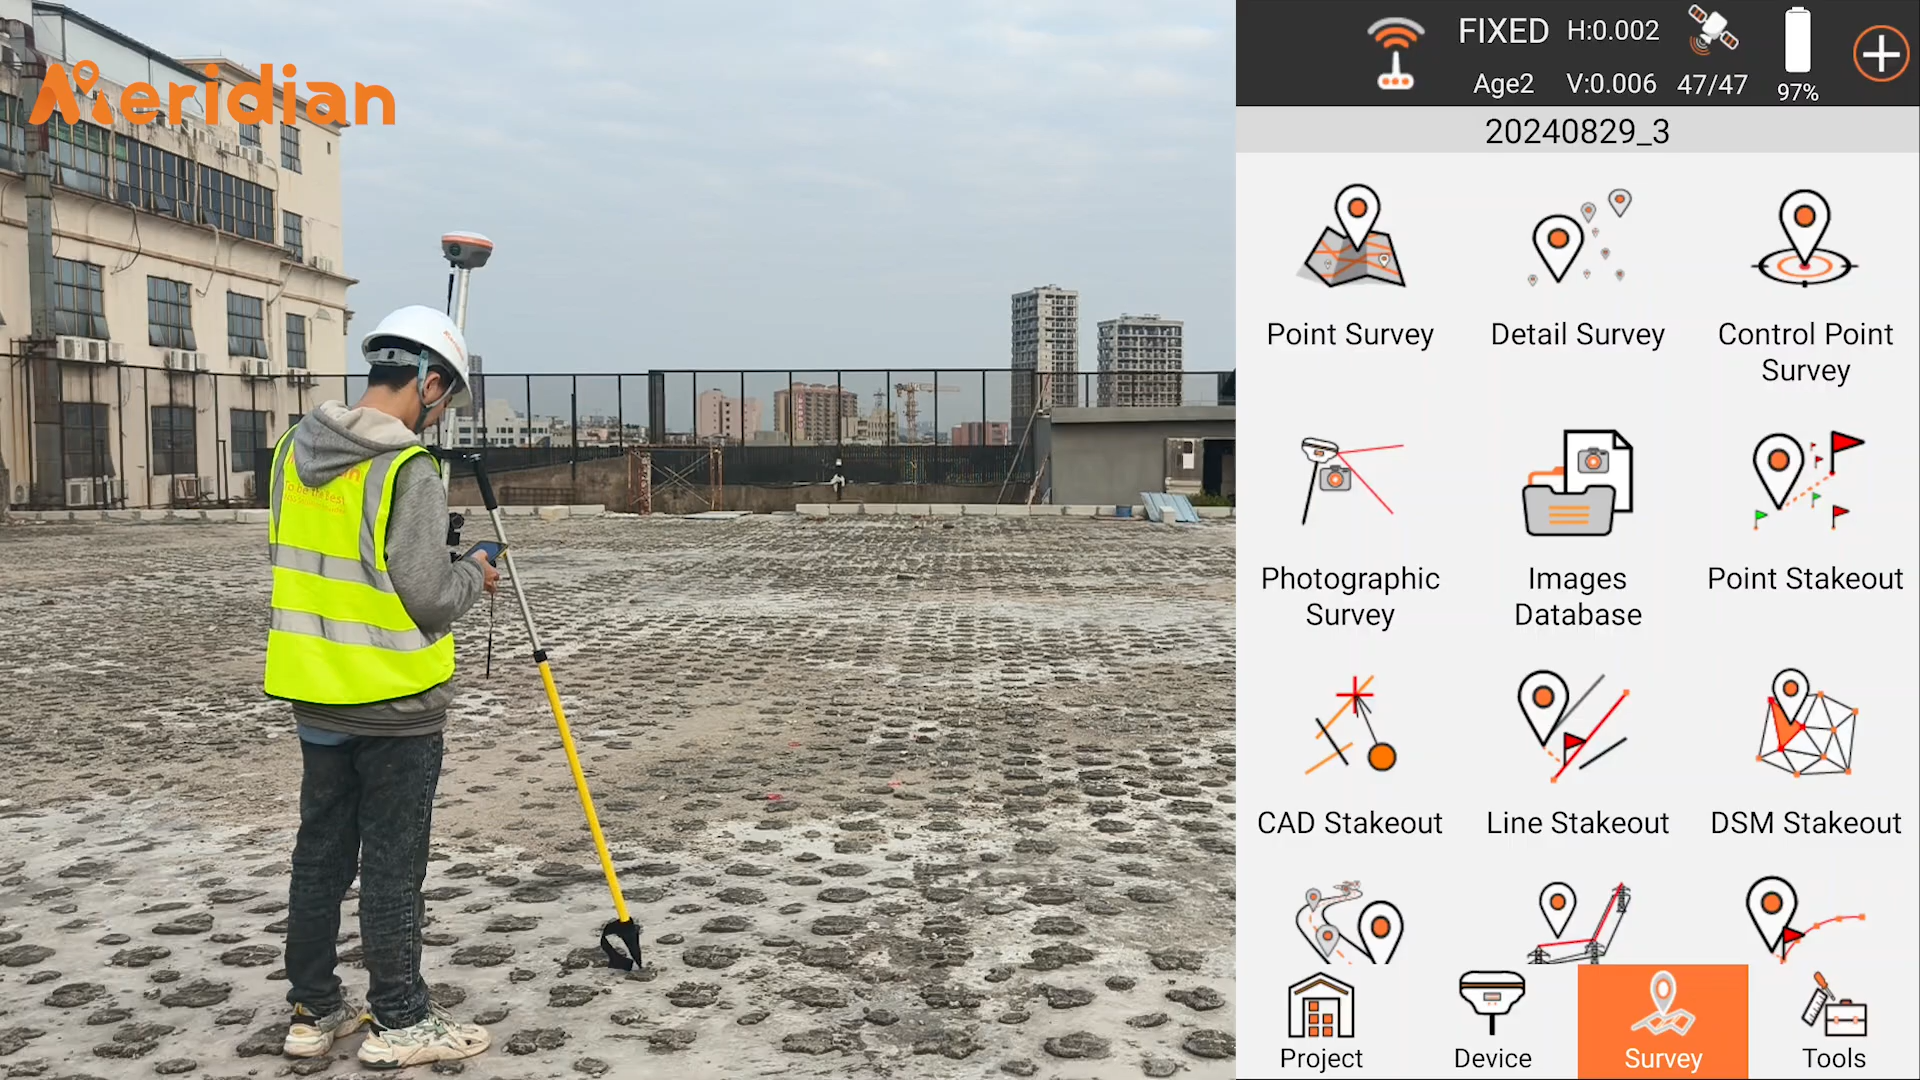 Meridian
FIXED H:0.002
Age2 V:0.006 47/47 97%
20240829_3
Point Survey
Detail Survey
Control Point
Survey
Photographic
Survey
Images
Database
Point Stakeout
CAD Stakeout
Line Stakeout
DSM Stakeout
Project
Device
Survey
Tools